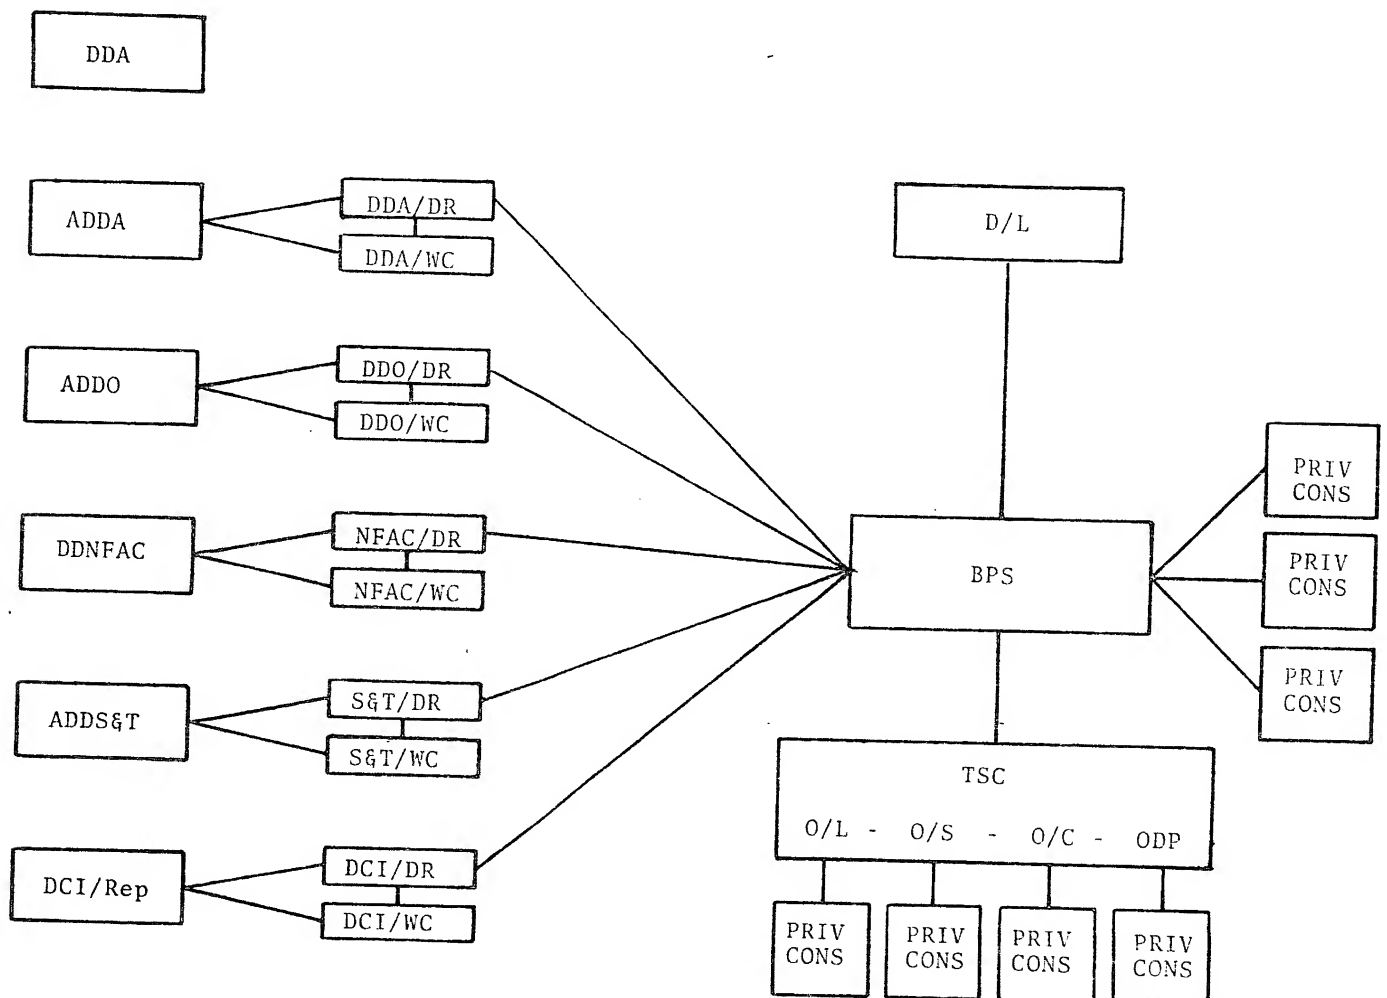 DDA
ADDA
DDA/DR
DDA/WC
D/L
ADDO
DDO/DR
DDO/WC
DDNFAC
NFAC/DR
NFAC/WC
BPS
PRIV
CONS
PRIV
CONS
PRIV
CONS
ADDS&T
S&T/DR
S&T/WC
TSC
O/L - O/S - O/C - ODP
DCI/Rep
DCI/DR
DCI/WC
PRIV
CONS
PRIV
CONS
PRIV
CONS
PRIV
CONS